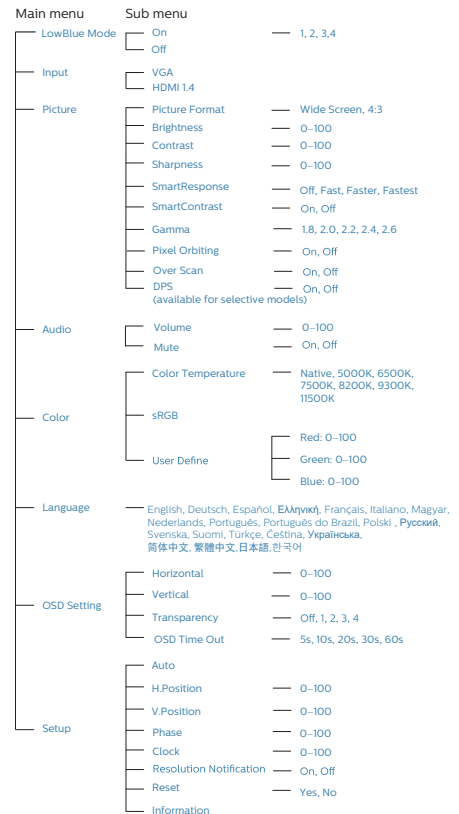 Main menu Sub menu
LowBlue Mode On 1, 2, 3,4
Off
Input VGA
HDMI 1.4
Picture Picture Format Wide Screen, 4:3
Brightness 0–100
Contrast 0–100
Sharpness 0–100
SmartResponse Off, Fast, Faster, Fastest
SmartContrast On, Off
Gamma 1.8, 2.0, 2.2, 2.4, 2.6
Pixel Orbiting On, Off
Over Scan On, Off
DPS On, Off
(available for selective models)
Audio Volume 0–100
Mute On, Off
Color Temperature Native, 5000K, 6500K,
7500K, 8200K, 9300K,
11500K
Color sRGB
Red: 0–100
User Define Green: 0–100
Blue: 0–100
Language English, Deutsch, Español, Ελληνική, Français, Italiano, Magyar,
Nederlands, Português, Português do Brazil, Polski , Русский,
Svenska, Suomi, Türkçe, Čeština, Українська,
简体中文, 繁體中文,日本語,한국어
Horizontal 0–100
Vertical 0–100
OSD Setting Transparency Off, 1, 2, 3, 4
OSD Time Out 5s, 10s, 20s, 30s, 60s
Auto
H.Position 0–100
V.Position 0–100
Setup Phase 0–100
Clock 0–100
Resolution Notification On, Off
Reset Yes, No
Information